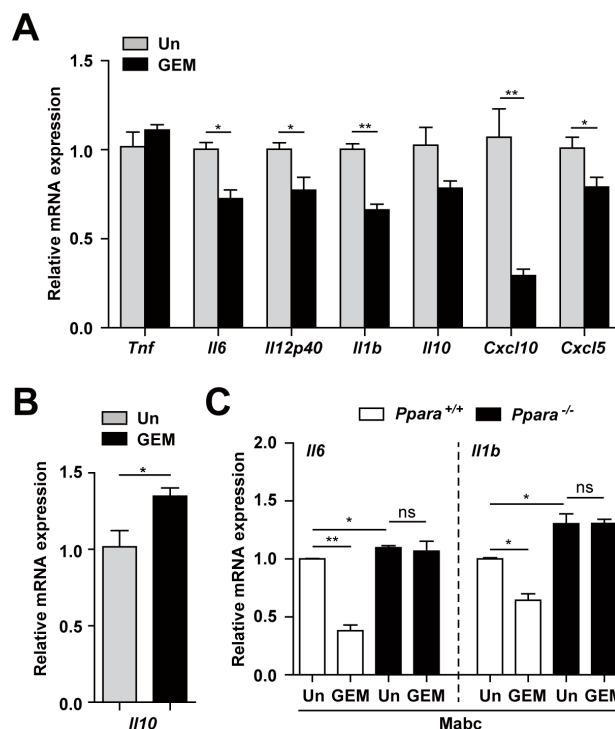 A
Un
GEM
Relative mRNA expression
1.5
1.0
0.5
0.0
* * ** ** *
Tnf Il6 Il12p40 Il1b Il10 Cxcl10 Cxcl5
B
Un
GEM
Relative mRNA expression
1.5
1.0
0.5
0.0
*
Il10
C
Ppara +/+ Ppara -/-
Relative mRNA expression
2.0
1.5
1.0
0.5
0.0
Il6 Il1b
* ns * ns
** *
Un GEM Un GEM Un GEM Un GEM
Mabc